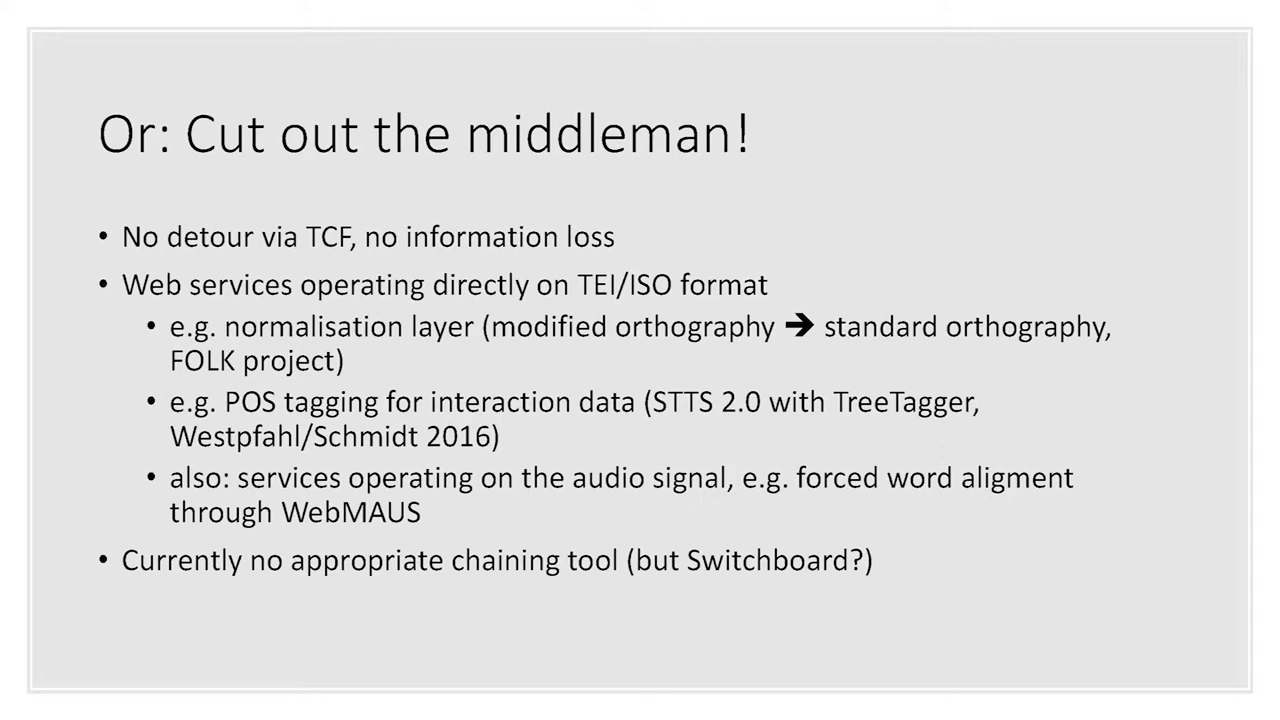 Or: Cut out the middleman!
• No detour via TCF, no information loss
• Web services operating directly on TEI/ISO format
• e.g. normalisation layer (modified orthography ➔ standard orthography,
FOLK project)
• e.g. POS tagging for interaction data (STTS 2.0 with TreeTagger,
Westpfahl/Schmidt 2016)
• also: services operating on the audio signal, e.g. forced word aligment
through WebMAUS
• Currently no appropriate chaining tool (but Switchboard?)